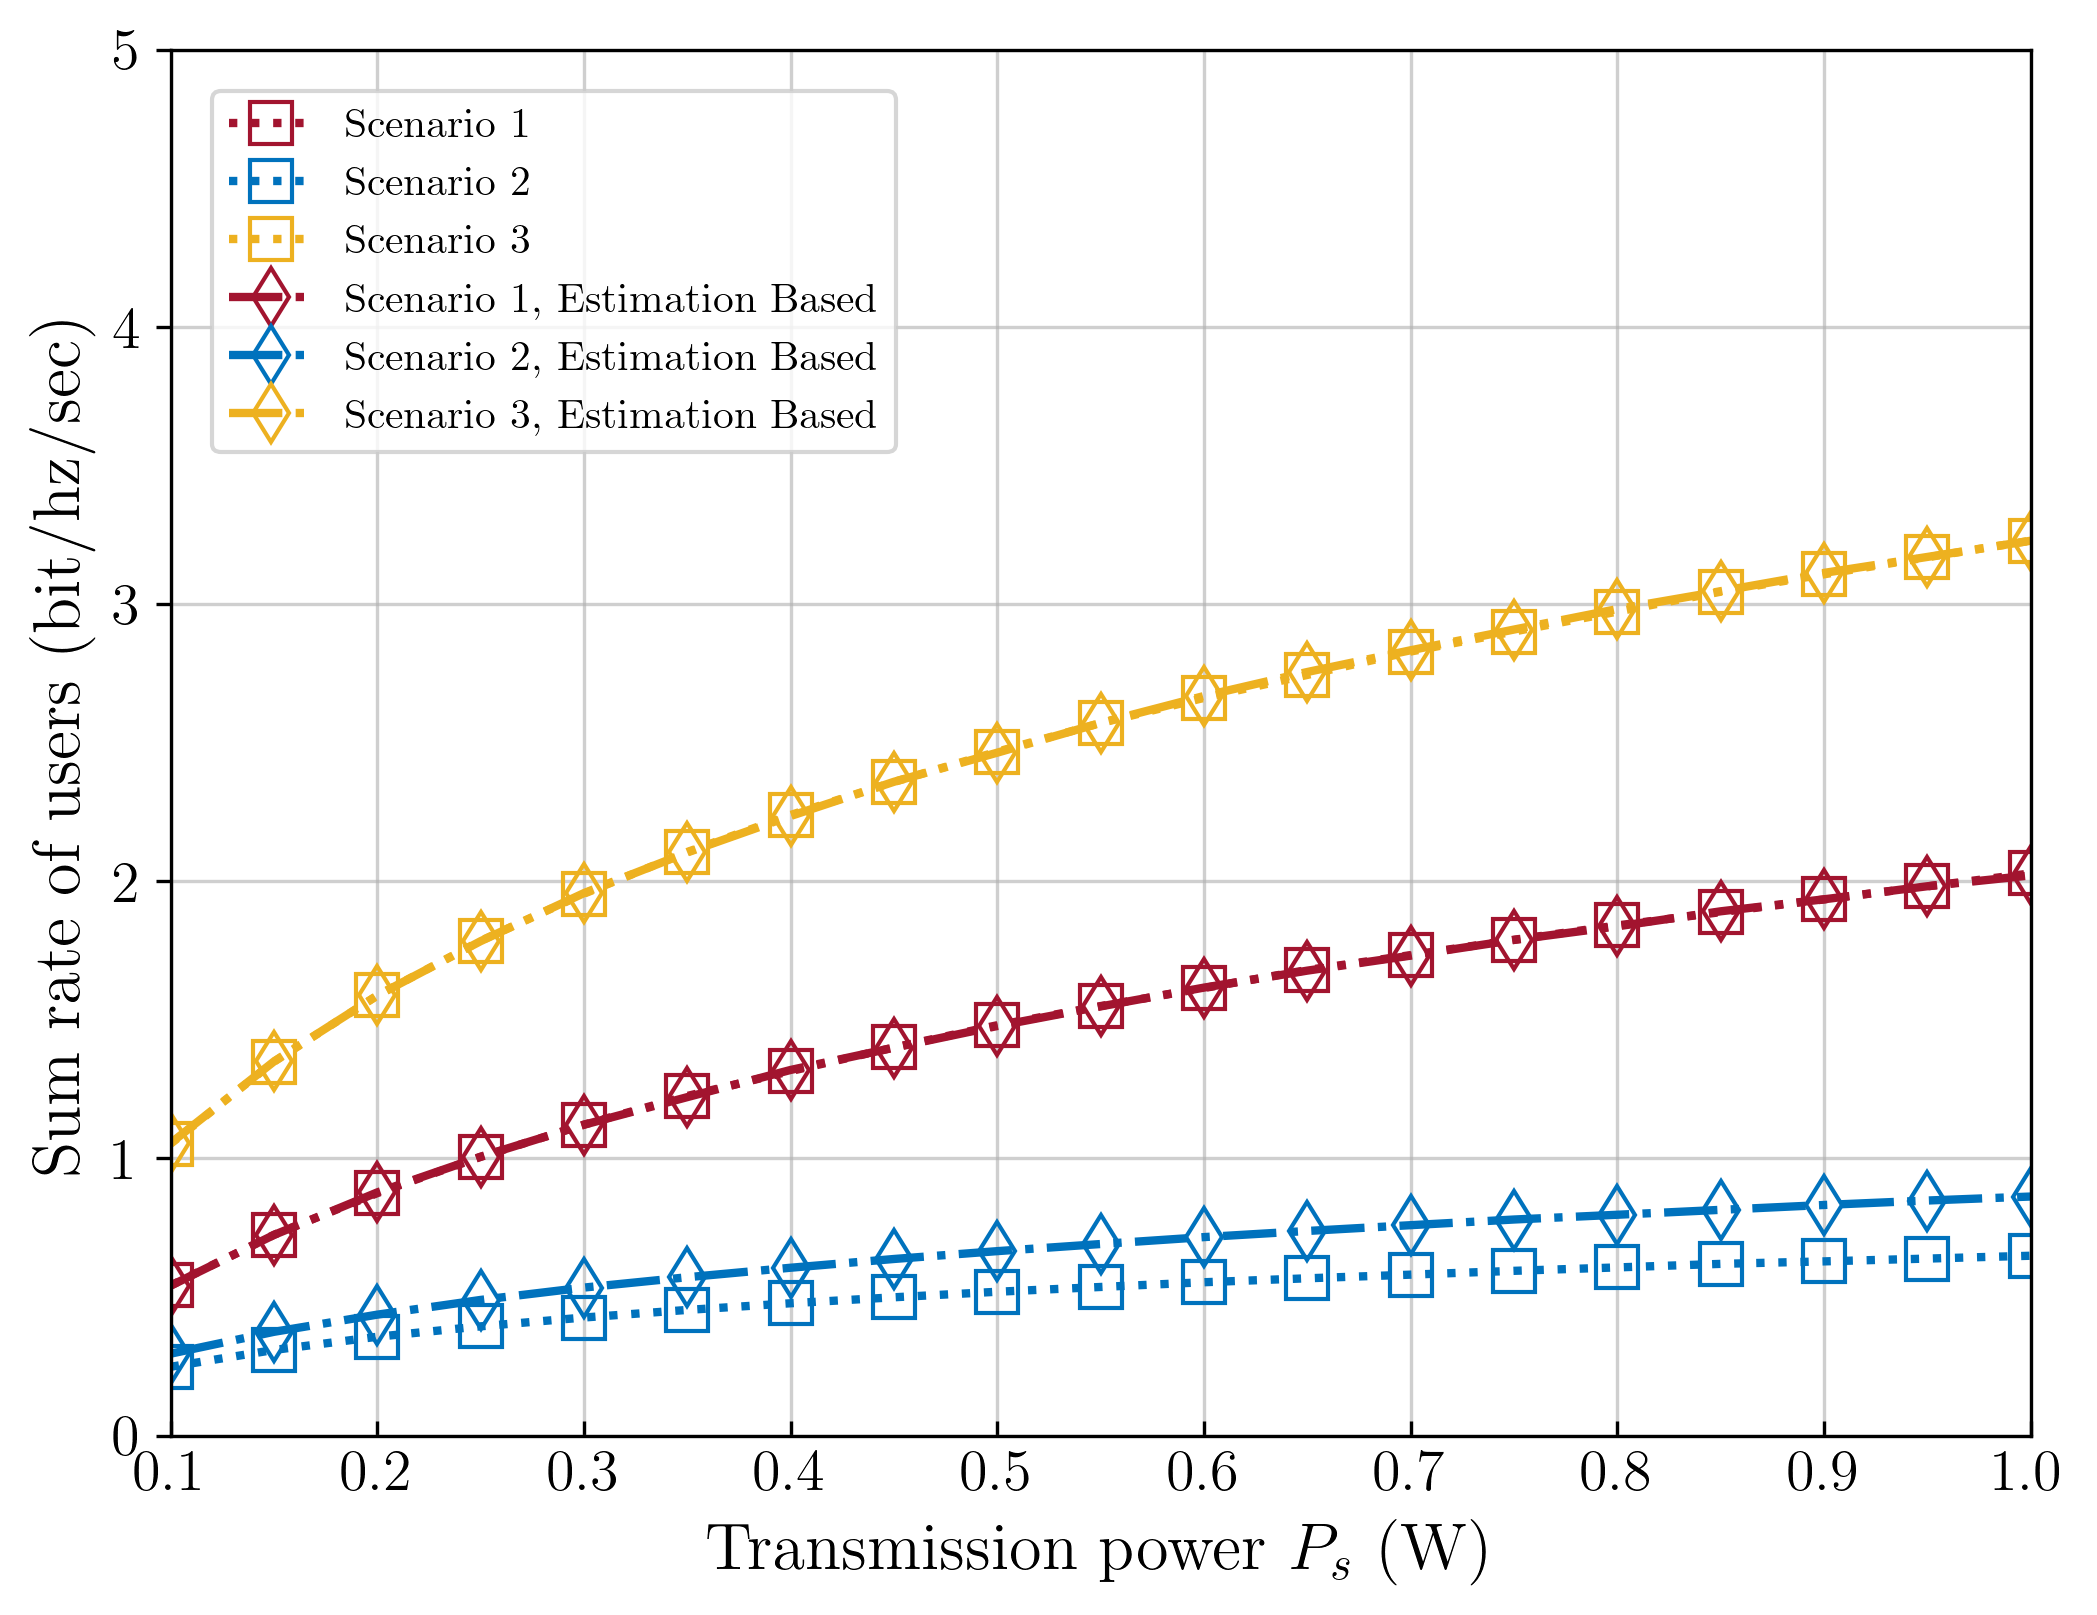 Sum rate of users (bit/hz/sec)
5
4
3
2
1
0
Scenario 1
Scenario 2
Scenario 3
Scenario 1, Estimation Based
Scenario 2, Estimation Based
Scenario 3, Estimation Based
0.1 0.2 0.3 0.4 0.5 0.6 0.7 0.8 0.9 1.0
Transmission power P_s (W)